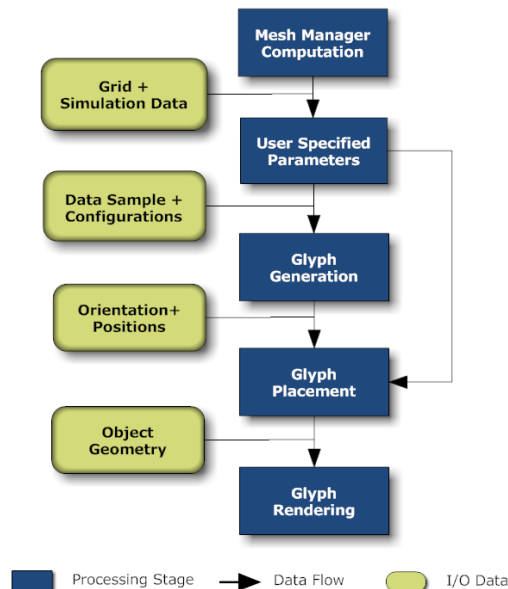 Mesh Manager
Computation
Grid +
Simulation Data
User Specified
Parameters
Data Sample +
Configurations
Glyph
Generation
Orientation+
Positions
Glyph
Placement
Object
Geometry
Glyph
Rendering
Processing Stage
Data Flow
I/O Data